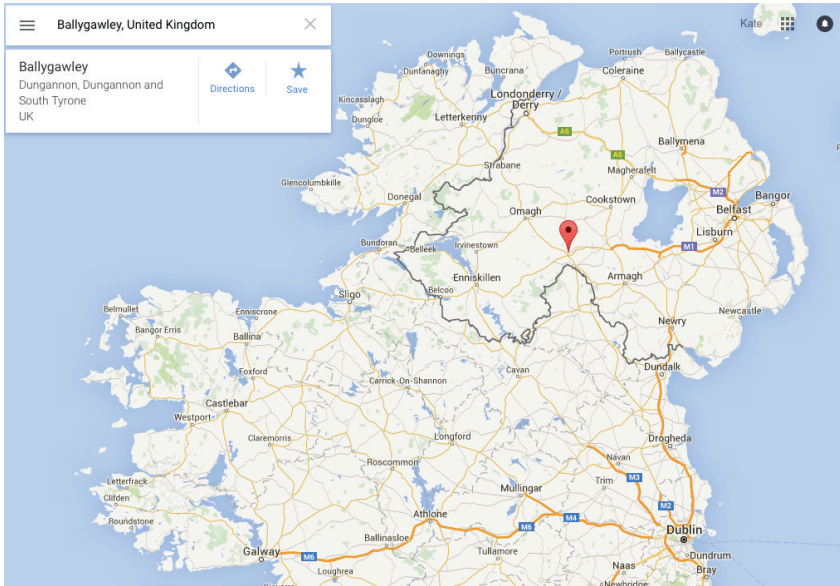 Ballygawley, United Kingdom
Kate
Ballygawley
Dungannon, Dungannon and
South Tyrone
UK
Directions
Save
Downings
Dunfanaghy
Buncrana
Portrush
Ballycastle
Coleraine
Kincasslagh
Dungloe
Letterkenny
Londonderry /
Derry
A6
Ballymena
A6
Strabane
Magherafelt
Glencolumbkille
Donegal
M2
Bangor
Omagh
Cookstown
Belfast
Lisburn
Bundoran
Belleek
Irvinestown
M1
Enniskillen
Armagh
Belcoo
Sligo
Newcastle
Belmullet
Enniscrone
Newry
Bangor Erris
Ballina
Dundalk
Foxford
Cavan
Carrick-On-Shannon
Castlebar
Westport
Drogheda
Claremorris
Longford
Navan
Roscommon
M3
Trim
Letterfrack
Mullingar
Clifden
M2
Roundstone
Athlone
M4
M6
Dublin
Galway
M6
Ballinasloe
Tullamore
Dundrum
Loughrea
Naas
Bray
Newbridge